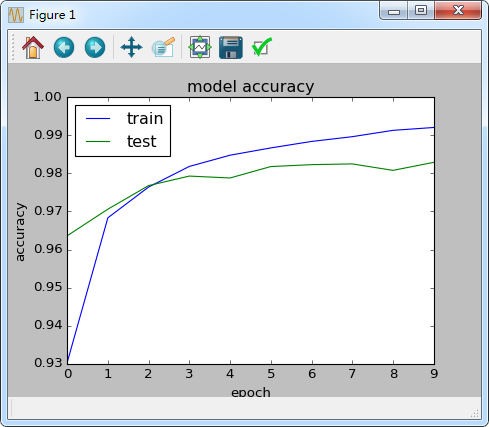 Figure 1
model accuracy
1.00
0.99
0.98
0.97
0.96
0.95
0.94
0.93
accuracy
train
test
0 1 2 3 4 5 6 7 8 9
epoch